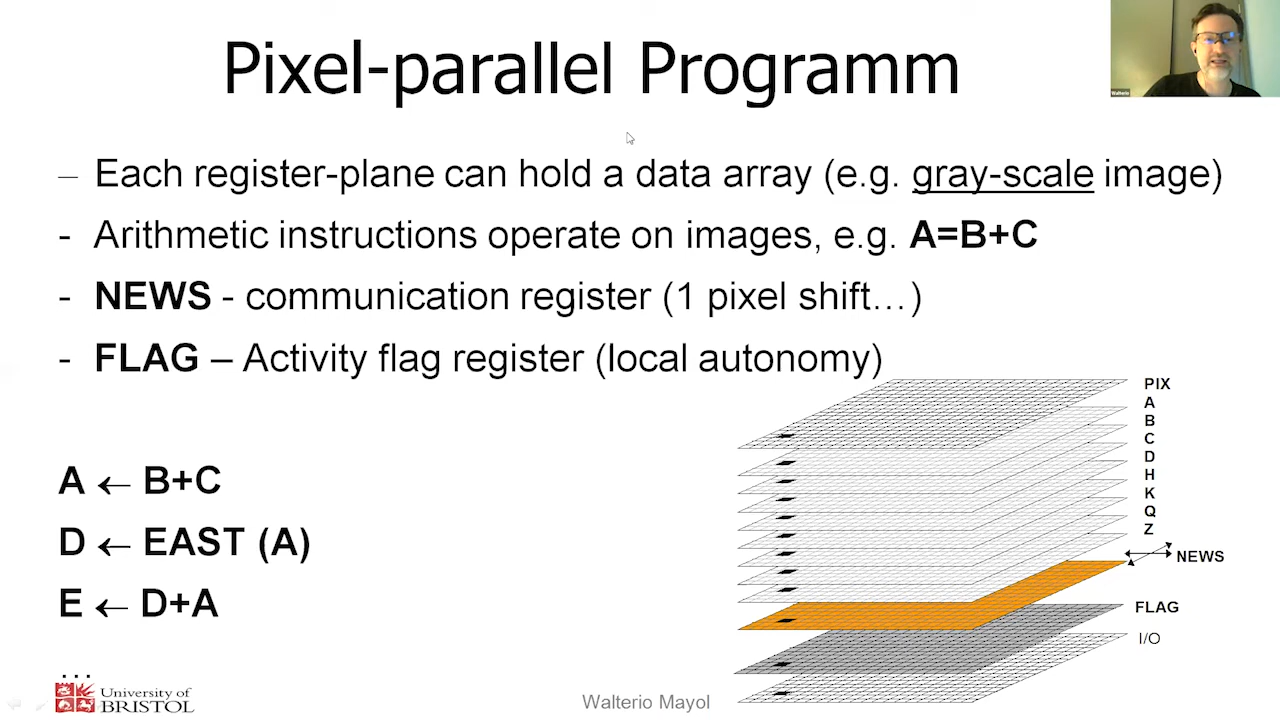 Pixel-parallel Programm
Walterio
– Each register-plane can hold a data array (e.g. gray-scale image)
- Arithmetic instructions operate on images, e.g. A=B+C
- NEWS - communication register (1 pixel shift…)
- FLAG – Activity flag register (local autonomy)
A ← B+C
D ← EAST (A)
E ← D+A
...
PIX
A
B
C
D
H
K
Q
Z
NEWS
FLAG
I/O
University of
BRISTOL
Walterio Mayol